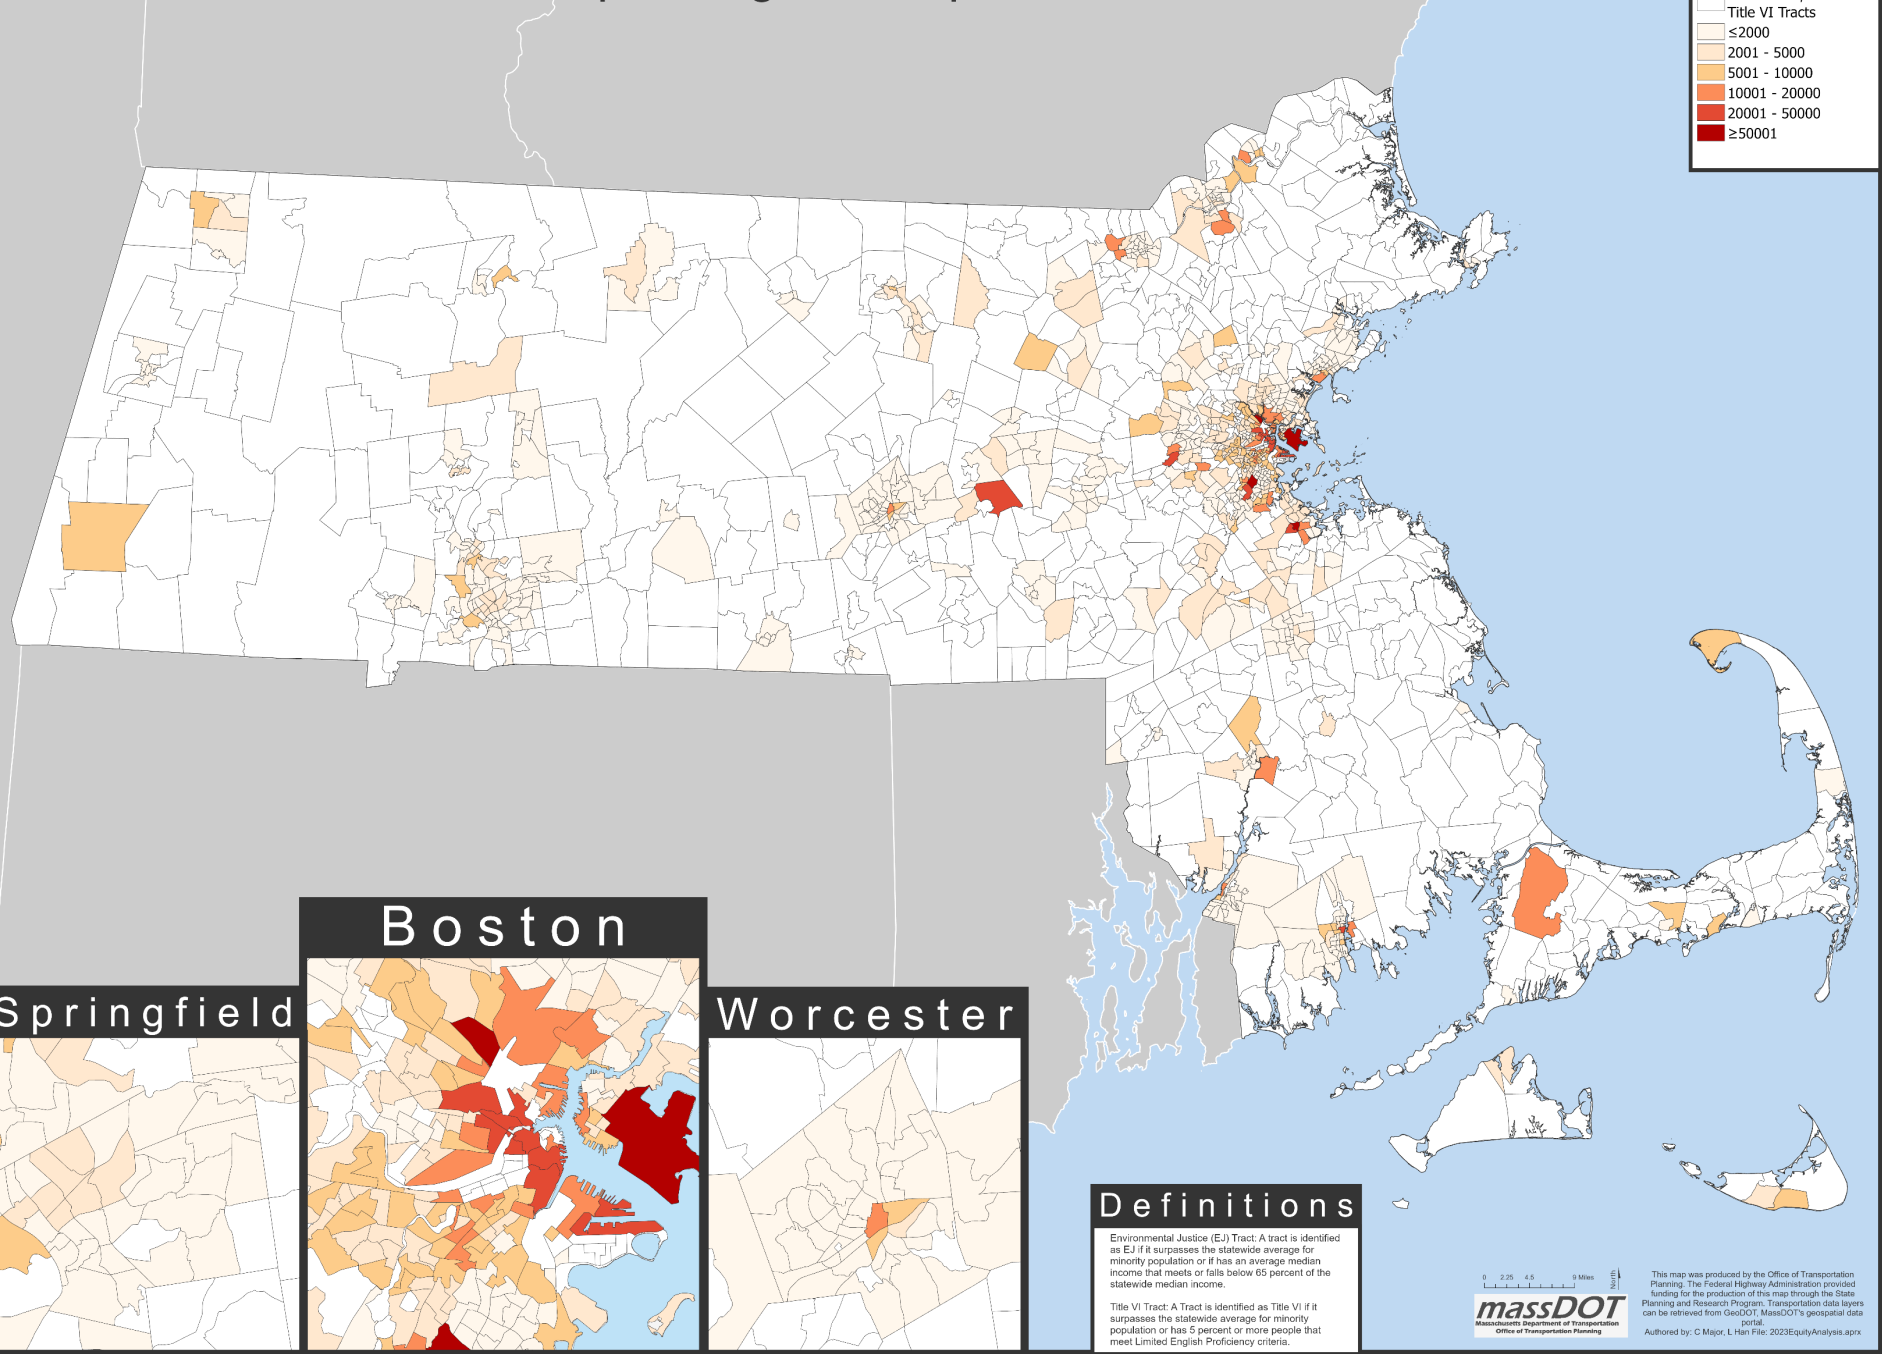 Title VI Tracts
≤2000
2001 - 5000
5001 - 10000
10001 - 20000
20001 - 50000
≥50001
Boston
Springfield
Worcester
Definitions
Environmental Justice (EJ) Tract: A tract is identified
as EJ if it surpasses the statewide average for
minority population or if has an average median
income that meets or falls below 65 percent of the
statewide median income.
Title VI Tract: A Tract is identified as Title VI if it
surpasses the statewide average for minority
population or has 5 percent or more people that
meet Limited English Proficiency criteria.
0 2.25 4.5 9 Miles
North
massDOT
Massachusetts Department of Transportation
Office of Transportation Planning
This map was produced by the Office of Transportation
Planning. The Federal Highway Administration provided
funding for the production of this map through the State
Planning and Research Program. Transportation data layers
can be retrieved from GeoDOT, MassDOT's geospatial data
portal.
Authored by: C Major, L Han File: 2023EquityAnalysis.aprx